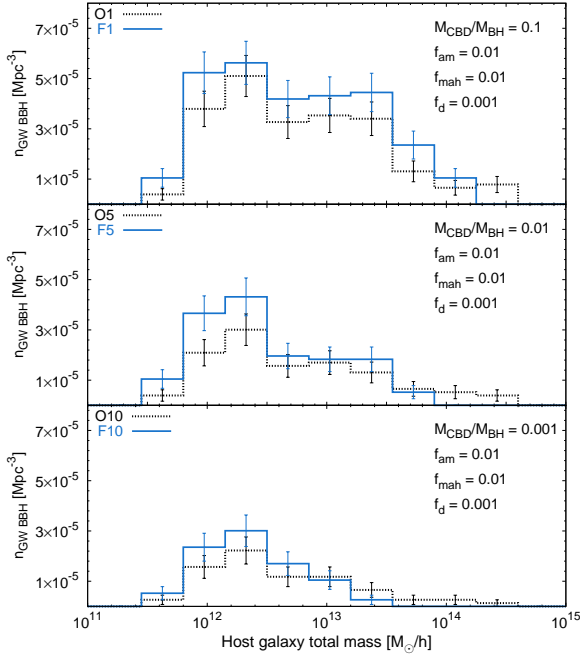 O1
F1
M_CBD/M_BH = 0.1
f_am = 0.01
f_mah = 0.01
f_d = 0.001
n_GW BBH [Mpc⁻³]
7×10⁻⁵
5×10⁻⁵
3×10⁻⁵
1×10⁻⁵
O5
F5
M_CBD/M_BH = 0.01
f_am = 0.01
f_mah = 0.01
f_d = 0.001
n_GW BBH [Mpc⁻³]
7×10⁻⁵
5×10⁻⁵
3×10⁻⁵
1×10⁻⁵
O10
F10
M_CBD/M_BH = 0.001
f_am = 0.01
f_mah = 0.01
f_d = 0.001
n_GW BBH [Mpc⁻³]
7×10⁻⁵
5×10⁻⁵
3×10⁻⁵
1×10⁻⁵
10¹¹ 10¹² 10¹³ 10¹⁴ 10¹⁵
Host galaxy total mass [M_⊙/h]